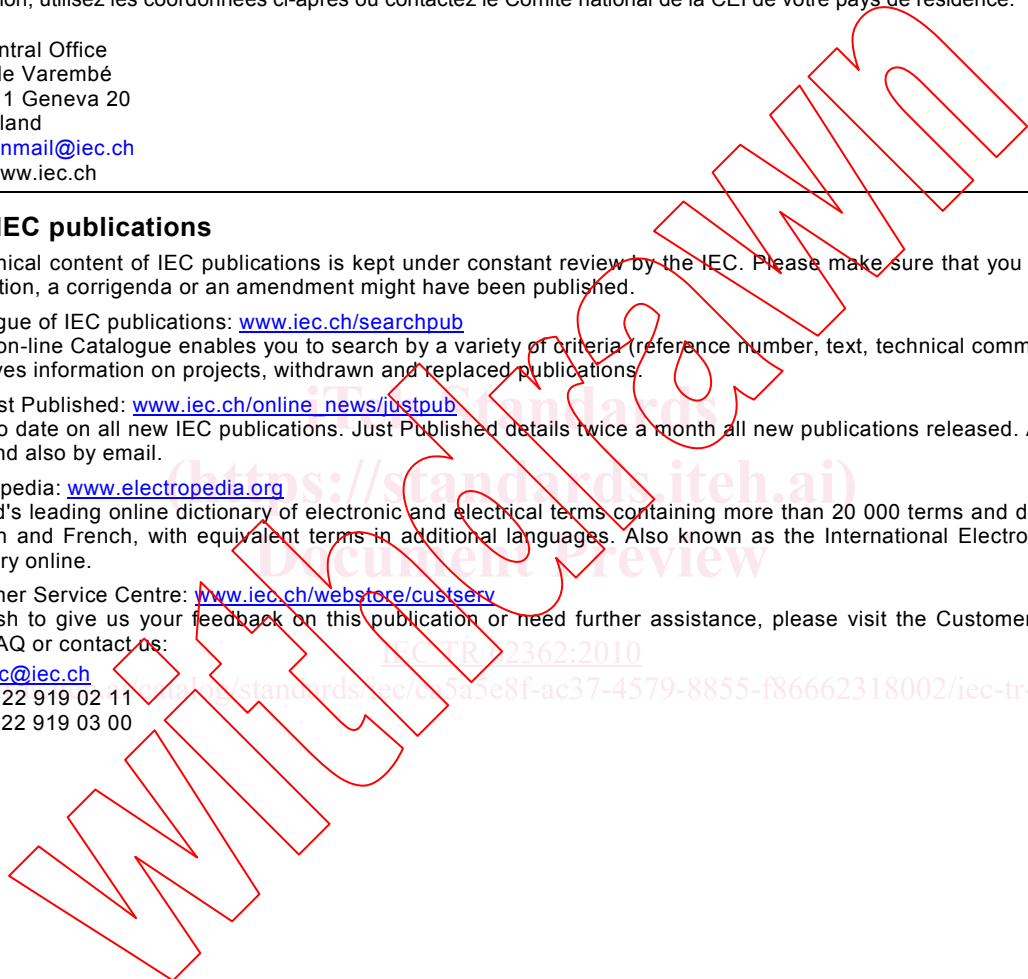 utilisez les coordonnées ci-après ou contactez le Comité national de la CEI de votre pays de résidence.
ntral Office
de Varembé
1 Geneva 20
land
nmail@iec.ch
ww.iec.ch
IEC publications
nical content of IEC publications is kept under constant review by the IEC. Please make sure that you
tion, a corrigenda or an amendment might have been published.
gue of IEC publications: www.iec.ch/searchpub
on-line Catalogue enables you to search by a variety of criteria (reference number, text, technical comm
ves information on projects, withdrawn and replaced publications.
iTeh Standards
st Published: www.iec.ch/online_news/justpub
o date on all new IEC publications. Just Published details twice a month all new publications released. A
nd also by email.
(https://standards.iteh.ai)
pedia: www.electropedia.org
d's leading online dictionary of electronic and electrical terms containing more than 20 000 terms and d
n and French, with equivalent terms in additional languages. Also known as the International Electro
ry online.
Document Preview
mer Service Centre: www.iec.ch/webstore/custserv
sh to give us your feedback on this publication or need further assistance, please visit the Customer
AQ or contact us:
IEC TR 62362:2010
c@iec.ch
/catalog/standards/iec/ca5a5e8f-ac37-4579-8855-f86662318002/iec-tr-
22 919 02 11
22 919 03 00
withdrawn